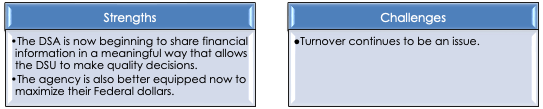 Strengths
•The DSA is now beginning to share financial
information in a meaningful way that allows
the DSU to make quality decisions.
•The agency is also better equipped now to
maximize their Federal dollars.
Challenges
•Turnover continues to be an issue.